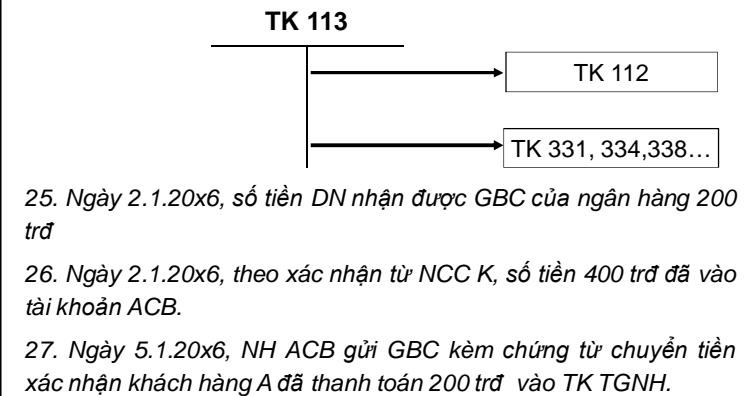 TK 113
TK 112
TK 331, 334,338…
25. Ngày 2.1.20x6, số tiền DN nhận được GBC của ngân hàng 200
trđ
26. Ngày 2.1.20x6, theo xác nhận từ NCC K, số tiền 400 trđ đã vào
tài khoản ACB.
27. Ngày 5.1.20x6, NH ACB gửi GBC kèm chứng từ chuyển tiền
xác nhận khách hàng A đã thanh toán 200 trđ vào TK TGNH.